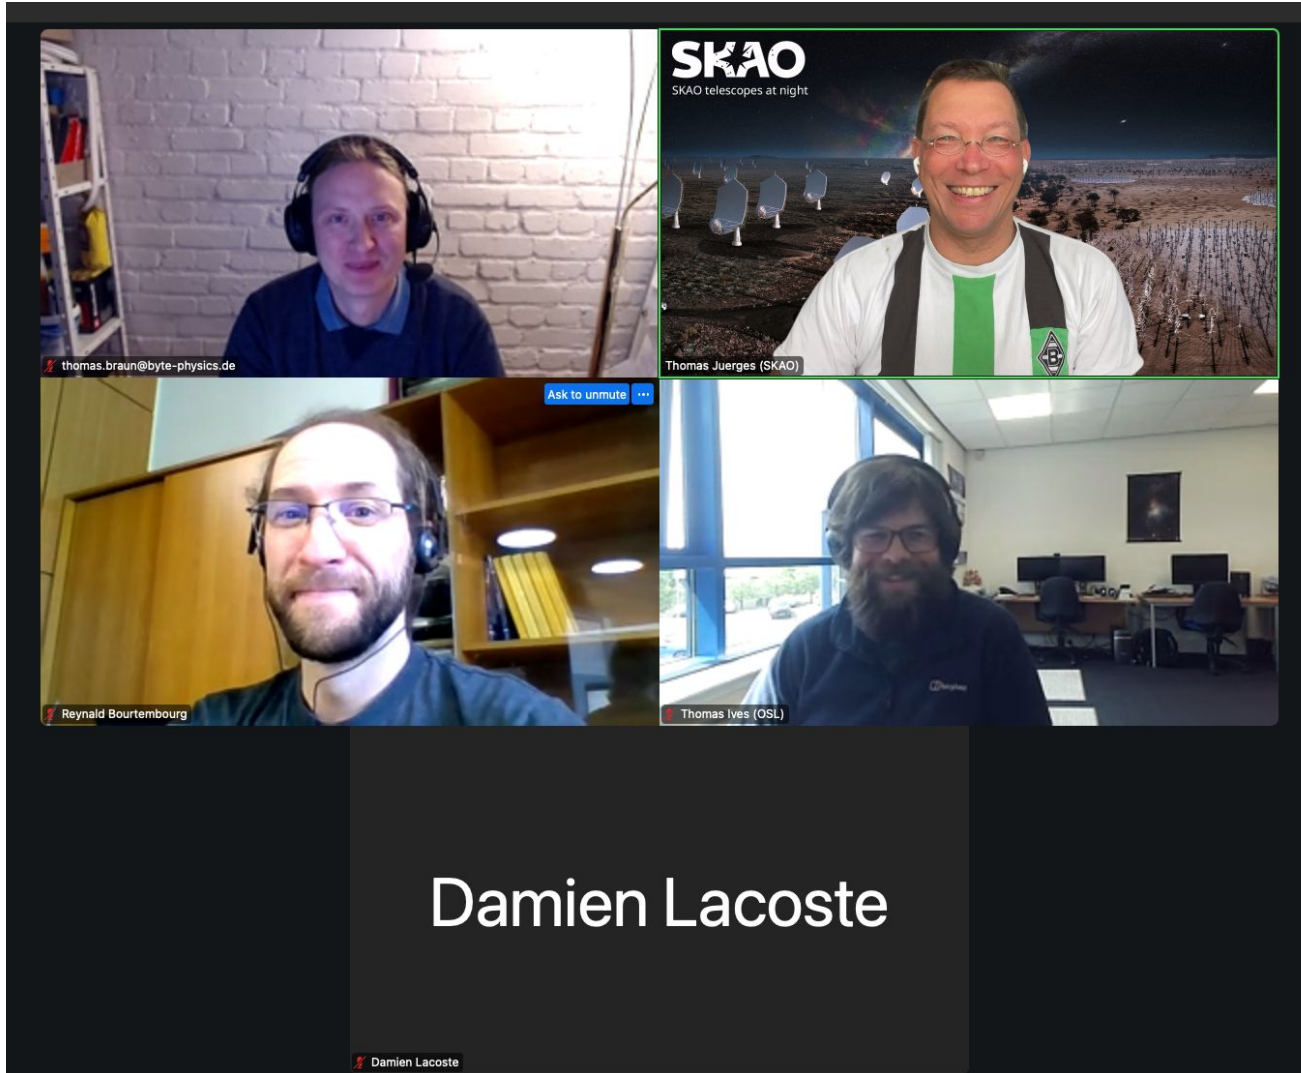 SKAO
SKAO telescopes at night
thomas.braun@byte-physics.de
Thomas Juerges (SKAO)
Ask to unmute
Reynald Bourtembourg
Thomas Ives (OSL)
B
Damien Lacoste
Damien Lacoste